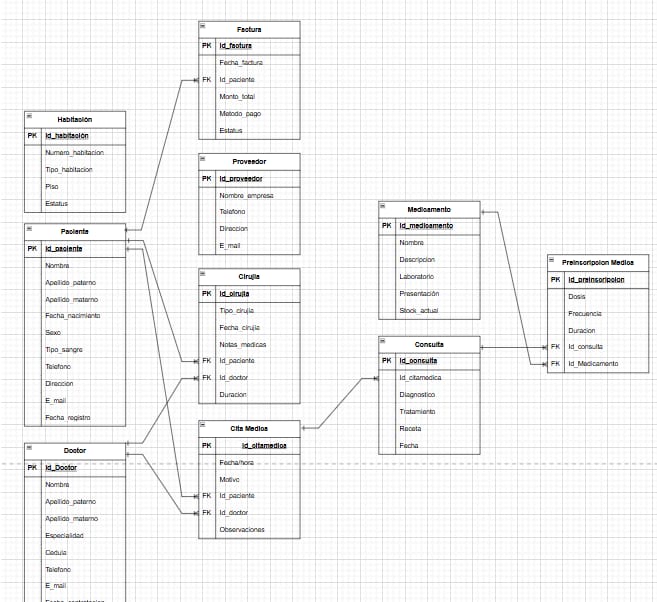 Factura
PK Id_factura
Fecha_factura
FK Id_paciente
Monto_total
Metodo_pago
Estatus
Habitación
PK Id_habitación
Numero_habitacion
Tipo_habitacion
Piso
Estatus
Proveedor
PK Id_proveedor
Nombre_empresa
Telefono
Direccion
E_mail
Paciente
PK Id_paciente
Nombre
Apellido_paterno
Apellido_materno
Fecha_nacimiento
Sexo
Tipo_sangre
Telefono
Direccion
E_mail
Fecha_registro
Cirujia
PK Id_cirujia
Tipo_cirujia
Fecha_cirujia
Notas_medicas
FK Id_paciente
FK Id_doctor
Duracion
Medicamento
PK Id_medicamento
Nombre
Descripcion
Laboratorio
Presentación
Stock_actual
Preinscripcion Medica
PK Id_preinscripcion
Dosis
Frecuencia
Duracion
FK Id_consulta
FK Id_Medicamento
Consulta
PK Id_consulta
Id_citamedica
Diagnostico
Tratamiento
Receta
Fecha
Cita Medica
PK Id_citamedica
Fecha/hora
Motivo
FK Id_paciente
FK Id_doctor
Observaciones
Doctor
PK Id_Doctor
Nombre
Apellido_paterno
Apellido_materno
Especialidad
Cedula
Telefono
E_mail